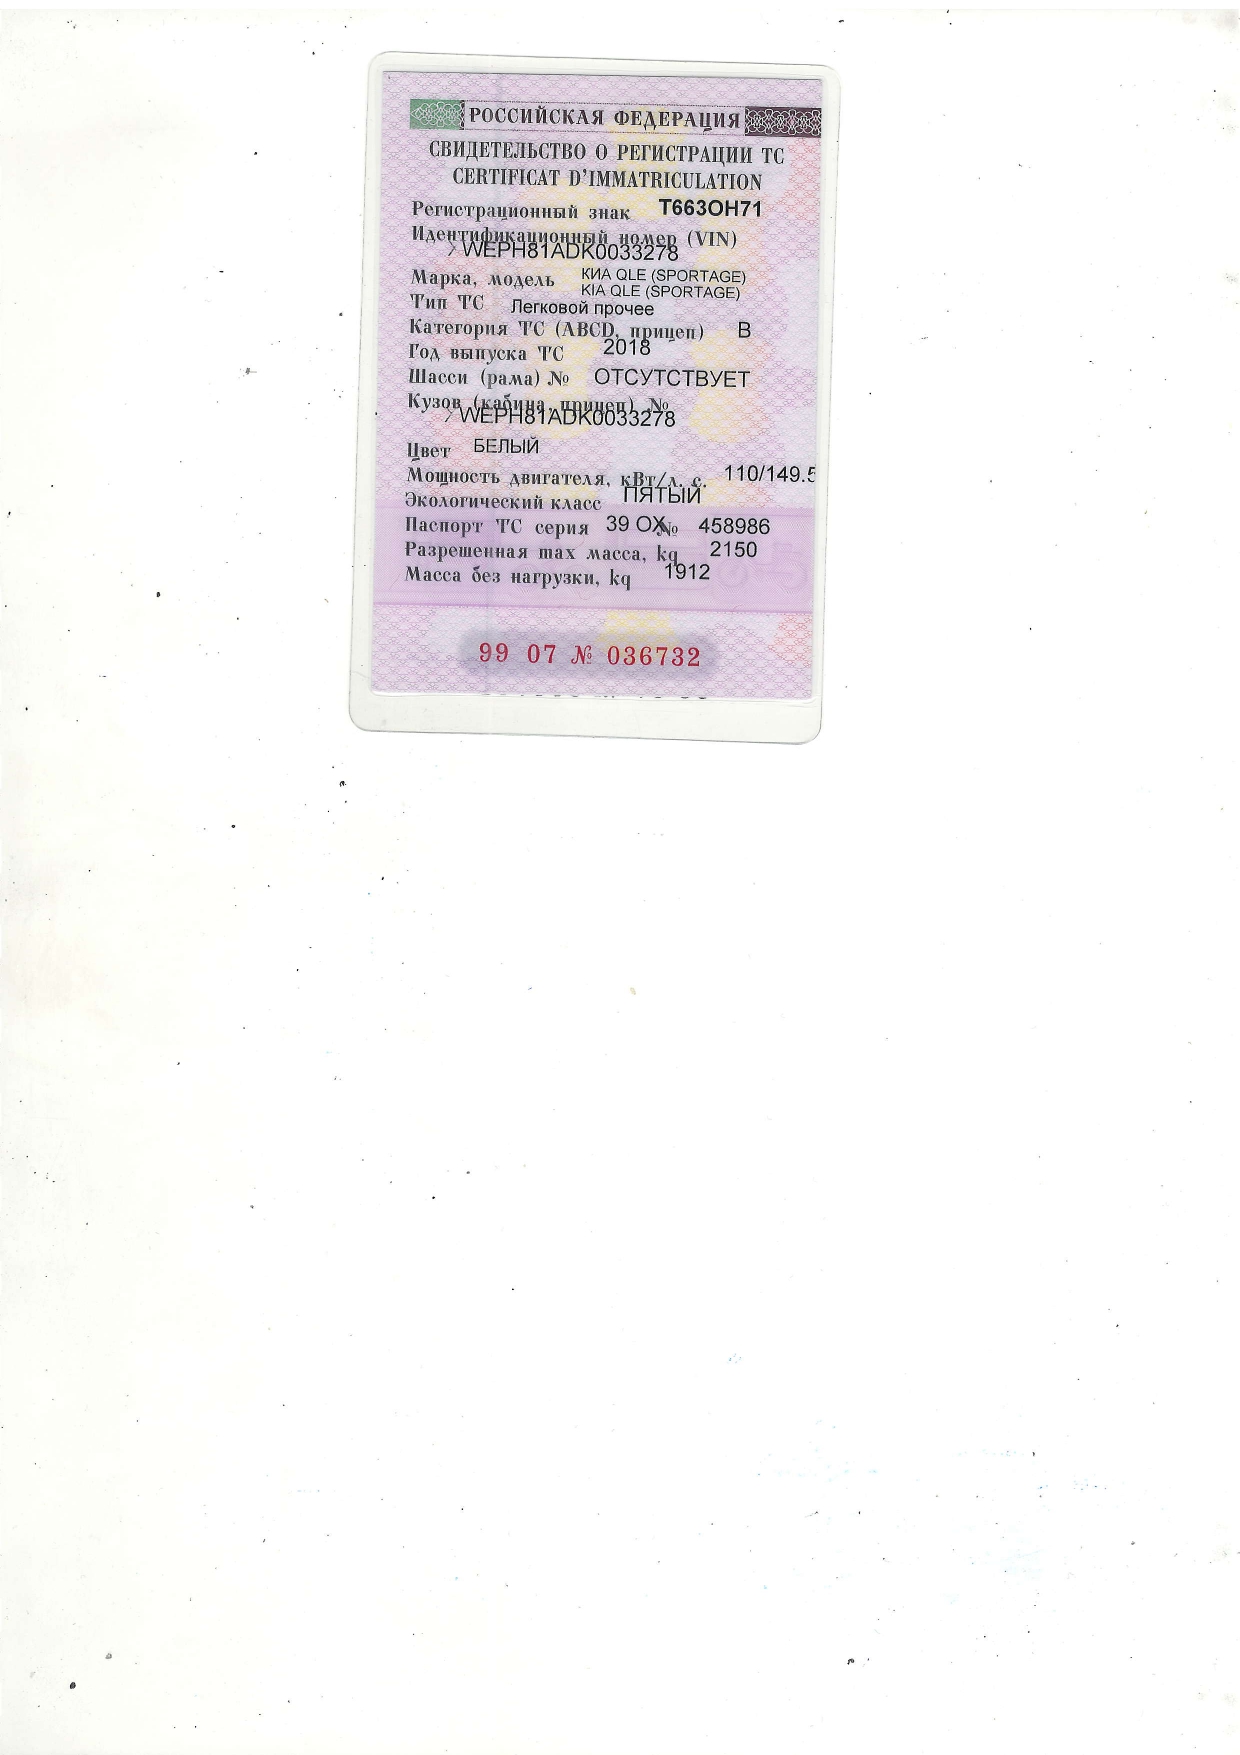 РОССИЙСКАЯ ФЕДЕРАЦИЯ
СВИДЕТЕЛЬСТВО О РЕГИСТРАЦИИ ТС
CERTIFICAT D'IMMATRICULATION
Регистрационный знак Т663ОН71
Идентификационный номер (VIN)
WEPH81ADK0033278
Марка, модель КИА QLE (SPORTAGE)
KIA QLE (SPORTAGE)
Тип ТС Легковой прочее
Категория ТС (ABCD, прицеп) B
Год выпуска ТС 2018
Шасси (рама) № ОТСУТСТВУЕТ
Кузов (кабина, прицеп) №
WEPH81ADK0033278
Цвет БЕЛЫЙ
Мощность двигателя, кВт/л. с. 110/149.5
Экологический класс ПЯТЫЙ
Паспорт ТС серия 39 ОХ № 458986
Разрешенная max масса, kq 2150
Масса без нагрузки, kq 1912
99 07 № 036732